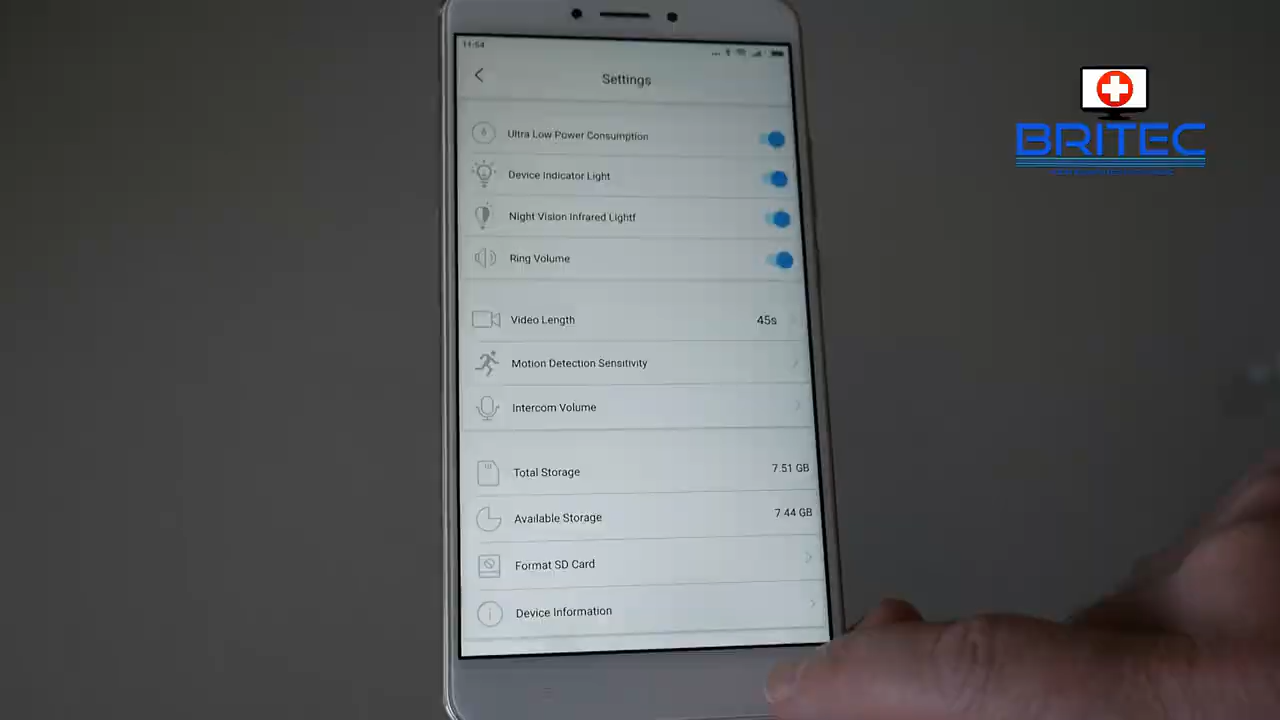 11:54
Settings
BRITEC
Ultra Low Power Consumption
Device Indicator Light
Night Vision Infrared Lightf
Ring Volume
Video Length 45s
Motion Detection Sensitivity
Intercom Volume
Total Storage 7.51 GB
Available Storage 7.44 GB
Format SD Card
Device Information